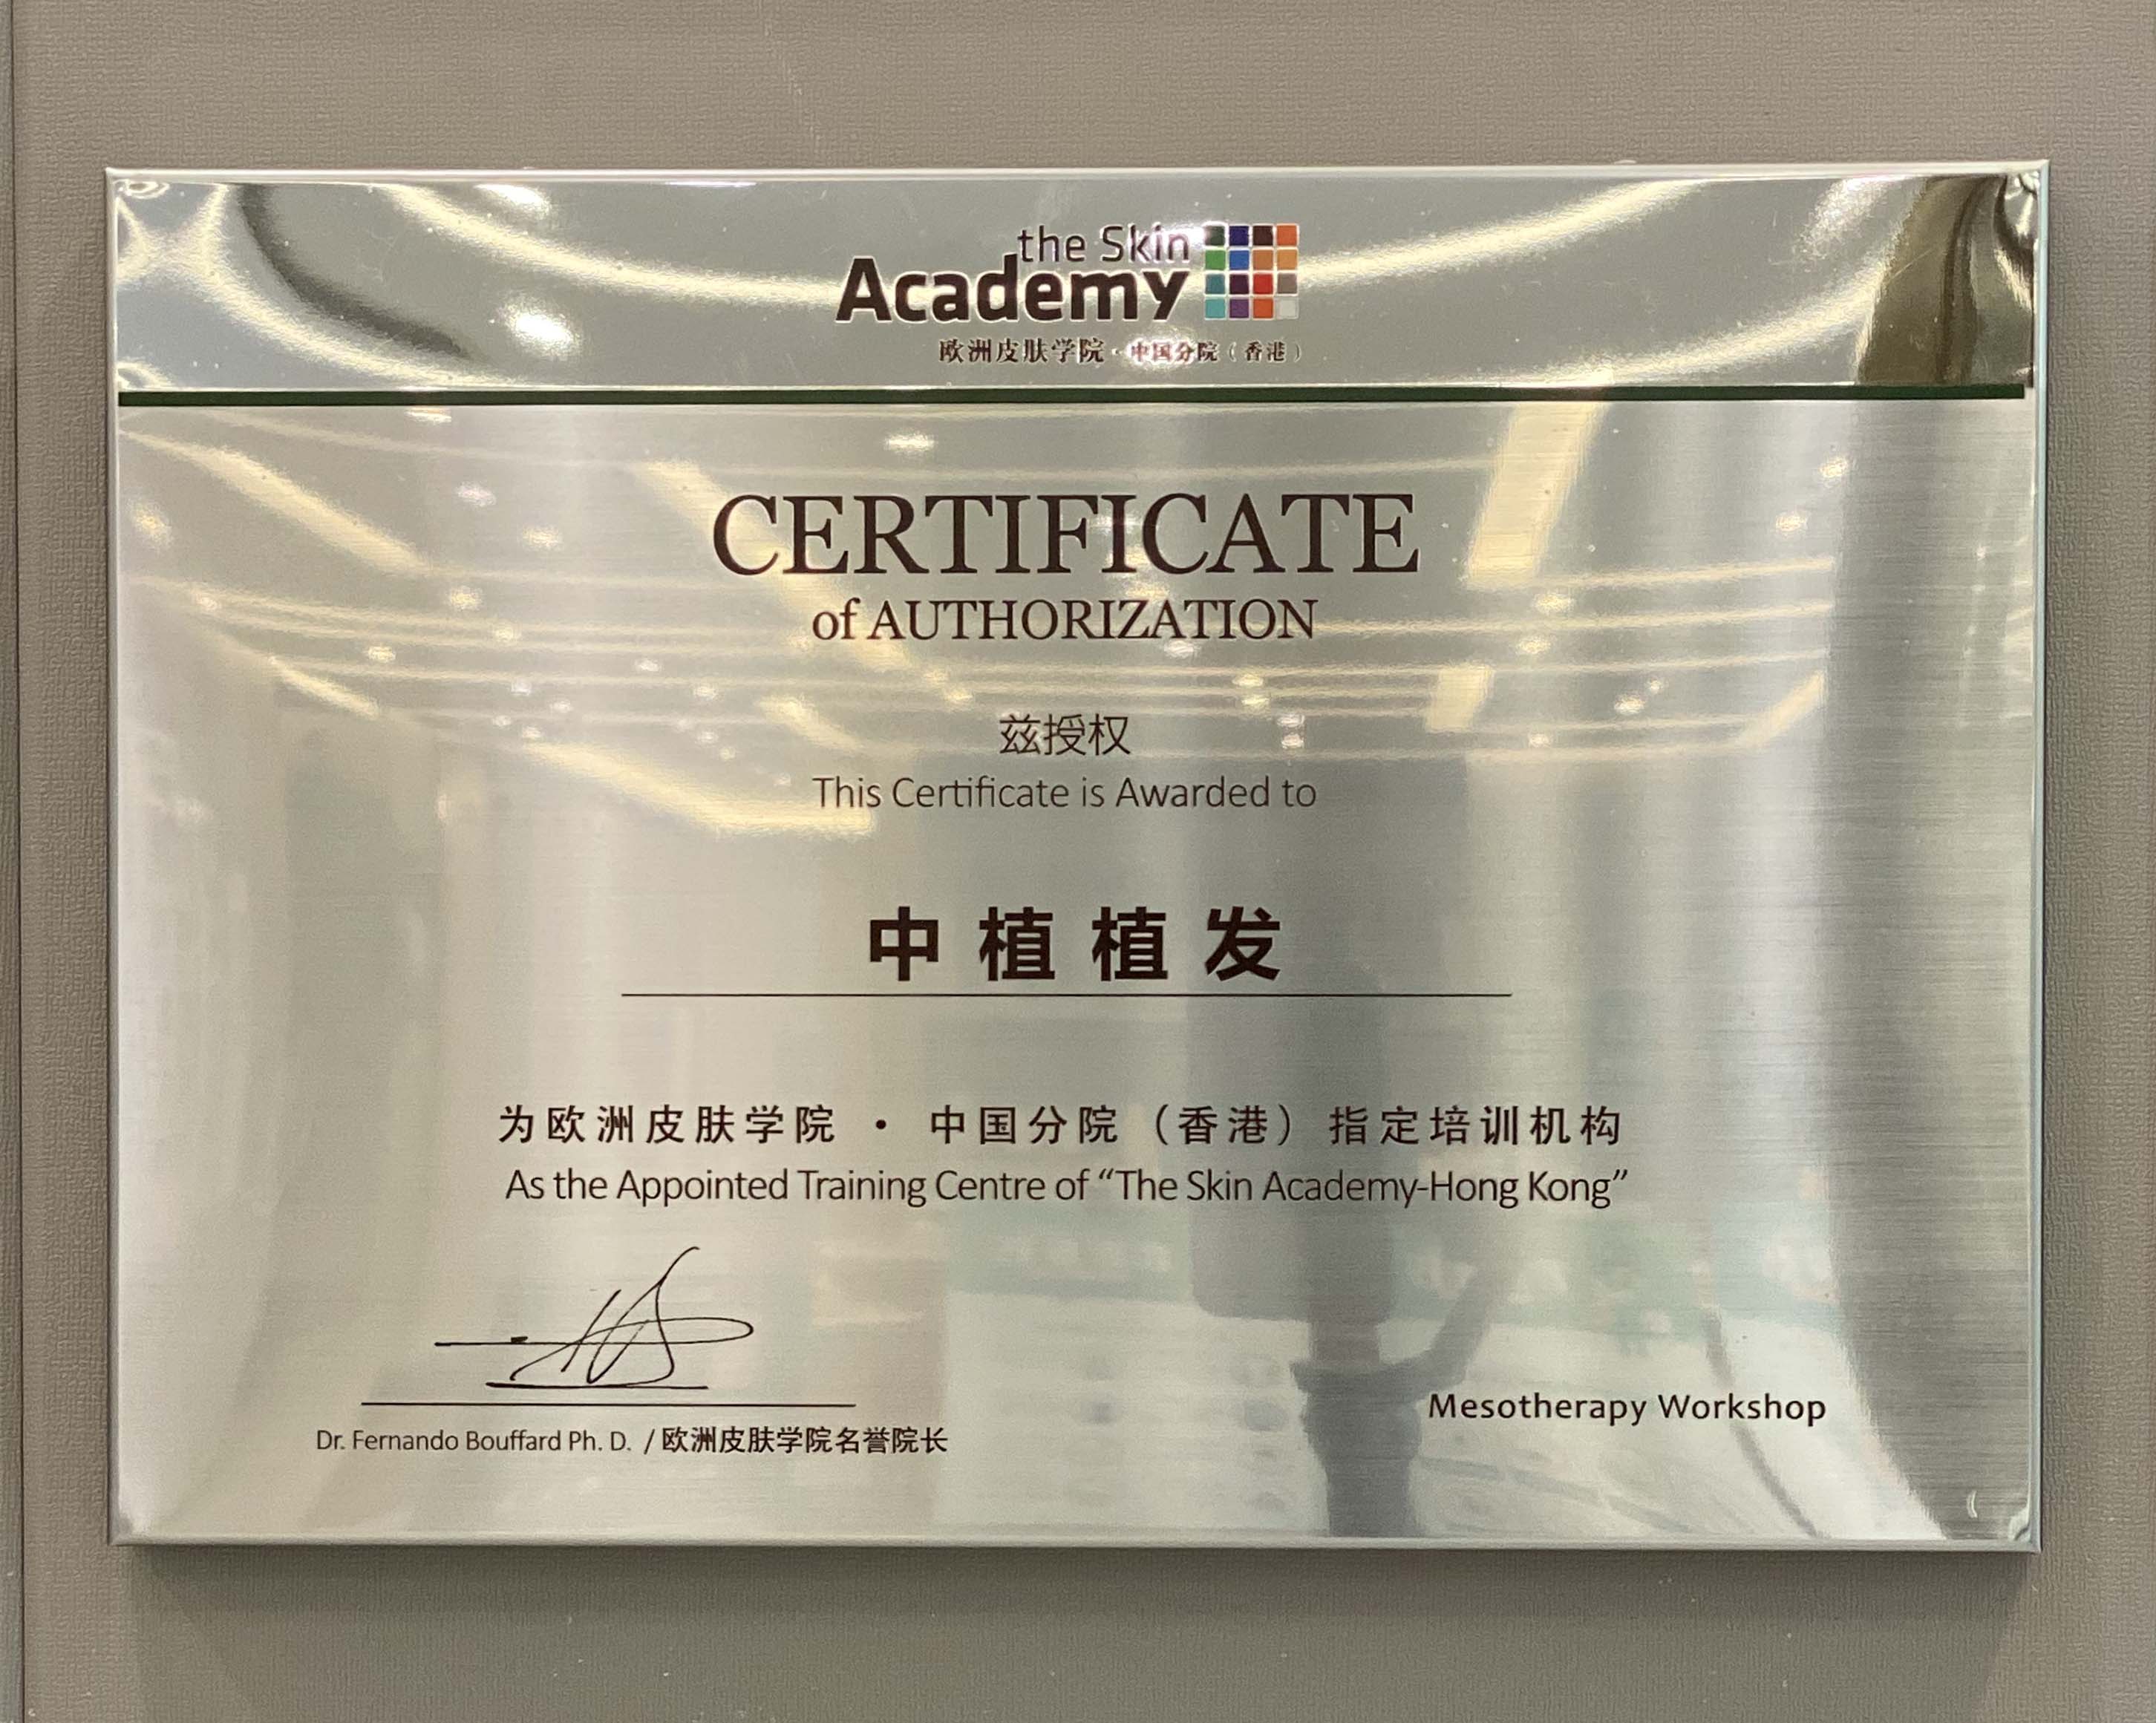 the Skin
Academy
欧洲皮肤学院·中国分院（香港）
CERTIFICATE
of AUTHORIZATION
兹授权
This Certificate is Awarded to
中植植发
为欧洲皮肤学院 · 中国分院（香港）指定培训机构
As the Appointed Training Centre of “The Skin Academy-Hong Kong”
Dr. Fernando Bouffard Ph. D. / 欧洲皮肤学院名誉院长
Mesotherapy Workshop